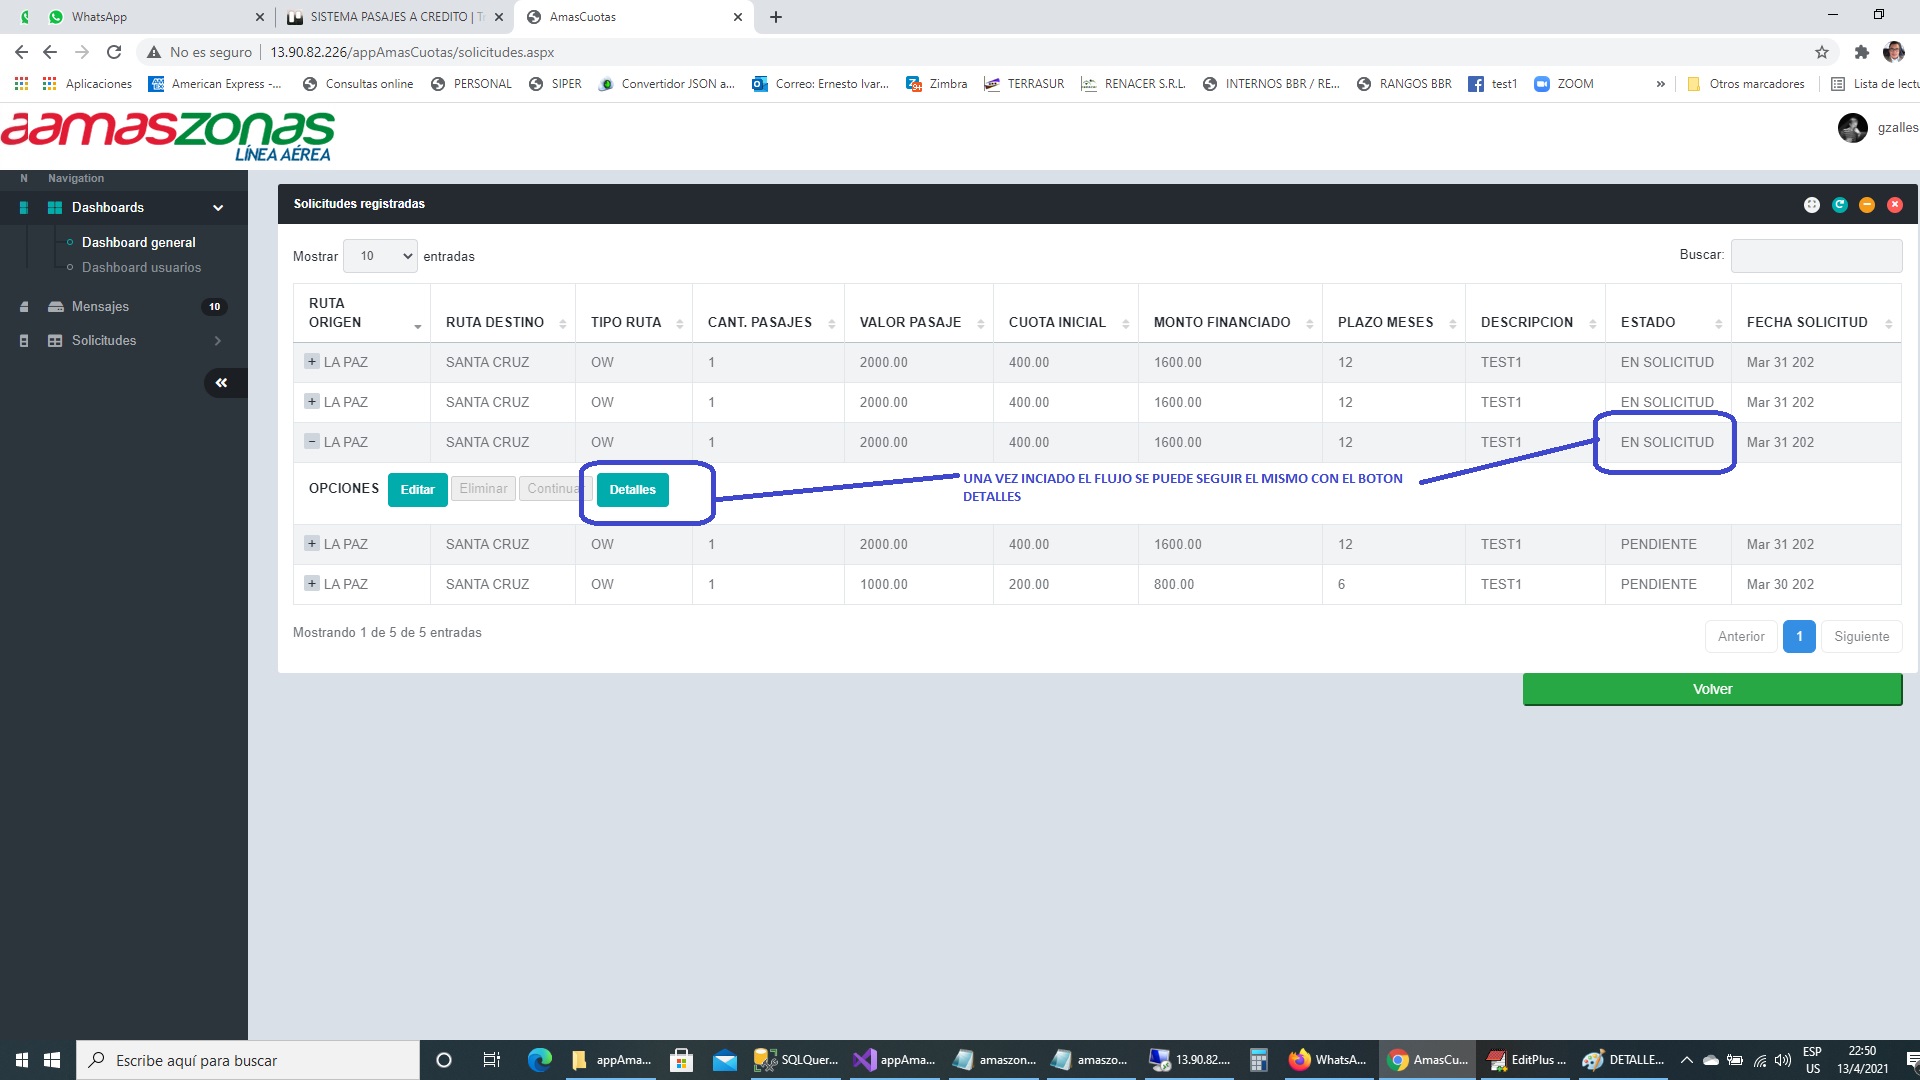 WhatsApp
SISTEMA PASAJES A CREDITO |
AmasCuotas
No es seguro
13.90.82.226/appAmasCuotas/solicitudes.aspx
Aplicaciones
American Express -...
Consultas online
PERSONAL
SIPER
Convertidor JSON a...
Correo: Ernesto Ivar...
Zimbra
TERRASUR
RENACER S.R.L.
INTERNOS BBR / RE...
RANGOS BBR
test1
ZOOM
»
Otros marcadores
Lista de lectu
aamaszonas
LÍNEA AÉREA
gzalles
N Navigation
Dashboards
Dashboard general
Dashboard usuarios
Mensajes 10
Solicitudes
Solicitudes registradas
Mostrar 10 entradas
Buscar:
RUTA
ORIGEN RUTA DESTINO TIPO RUTA CANT. PASAJES VALOR PASAJE CUOTA INICIAL MONTO FINANCIADO PLAZO MESES DESCRIPCION ESTADO FECHA SOLICITUD
+ LA PAZ SANTA CRUZ OW 1 2000.00 400.00 1600.00 12 TEST1 EN SOLICITUD Mar 31 202
+ LA PAZ SANTA CRUZ OW 1 2000.00 400.00 1600.00 12 TEST1 EN SOLICITUD Mar 31 202
− LA PAZ SANTA CRUZ OW 1 2000.00 400.00 1600.00 12 TEST1 EN SOLICITUD Mar 31 202
OPCIONES Editar Eliminar Continua Detalles
UNA VEZ INCIADO EL FLUJO SE PUEDE SEGUIR EL MISMO CON EL BOTON
DETALLES
+ LA PAZ SANTA CRUZ OW 1 2000.00 400.00 1600.00 12 TEST1 PENDIENTE Mar 31 202
+ LA PAZ SANTA CRUZ OW 1 1000.00 200.00 800.00 6 TEST1 PENDIENTE Mar 30 202
Mostrando 1 de 5 de 5 entradas
Anterior 1 Siguiente
Volver
Escribe aquí para buscar
appAma...
SQLQuer...
appAma...
amazon...
amazo...
13.90.82....
WhatsA...
AmasCu...
EditPlus ...
DETALLE...
ESP
US
22:50
13/4/2021